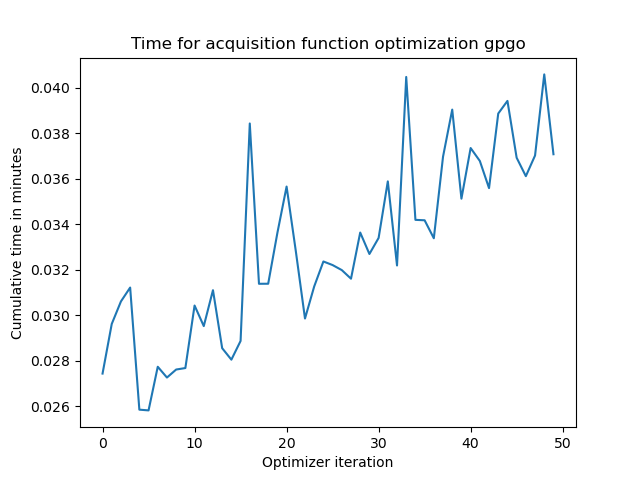 Time for acquisition function optimization gpgo
Cumulative time in minutes
0.040
0.038
0.036
0.034
0.032
0.030
0.028
0.026
0 10 20 30 40 50
Optimizer iteration